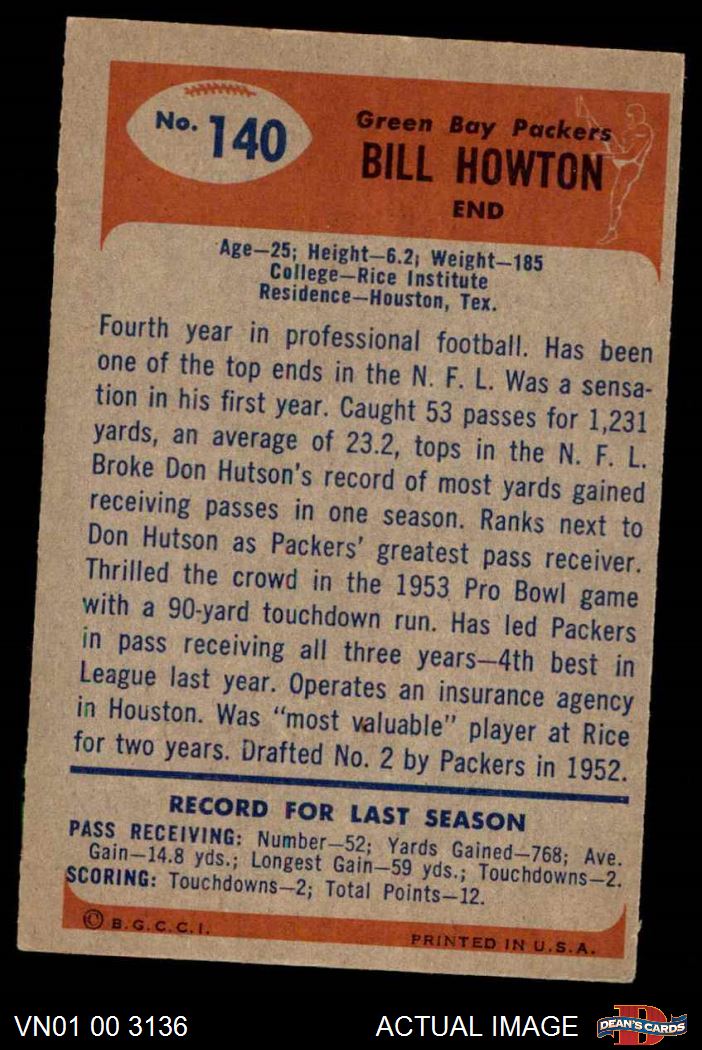 No. 140
Green Bay Packers
BILL HOWTON
END
Age—25; Height—6.2; Weight—185
College—Rice Institute
Residence—Houston, Tex.
Fourth year in professional football. Has been
one of the top ends in the N. F. L. Was a sensa-
tion in his first year. Caught 53 passes for 1,231
yards, an average of 23.2, tops in the N. F. L.
Broke Don Hutson's record of most yards gained
receiving passes in one season. Ranks next to
Don Hutson as Packers' greatest pass receiver.
Thrilled the crowd in the 1953 Pro Bowl game
with a 90-yard touchdown run. Has led Packers
in pass receiving all three years—4th best in
League last year. Operates an insurance agency
in Houston. Was "most valuable" player at Rice
for two years. Drafted No. 2 by Packers in 1952.
RECORD FOR LAST SEASON
PASS RECEIVING: Number—52; Yards Gained—768; Ave.
Gain—14.8 yds.; Longest Gain—59 yds.; Touchdowns—2.
SCORING: Touchdowns—2; Total Points—12.
© B.G.C.C.I.
PRINTED IN U.S.A.
VN01 00 3136
ACTUAL IMAGE
D
DEAN'S CARDS